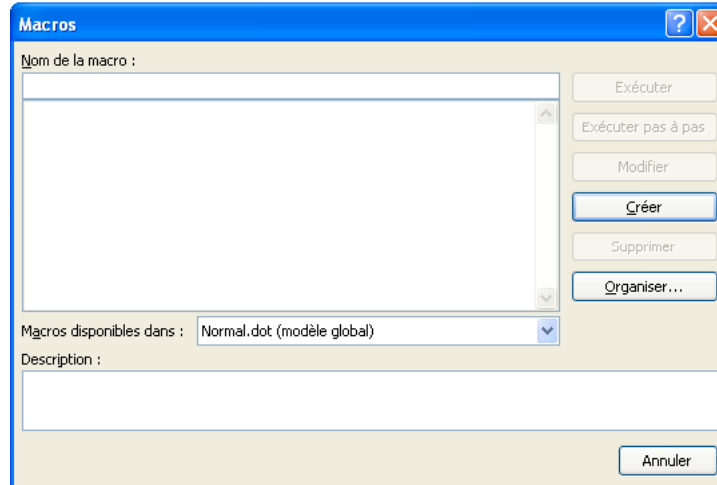 Macros
Nom de la macro :
Exécuter
Exécuter pas à pas
Modifier
Créer
Supprimer
Organiser...
Macros disponibles dans : Normal.dot (modèle global)
Description :
Annuler